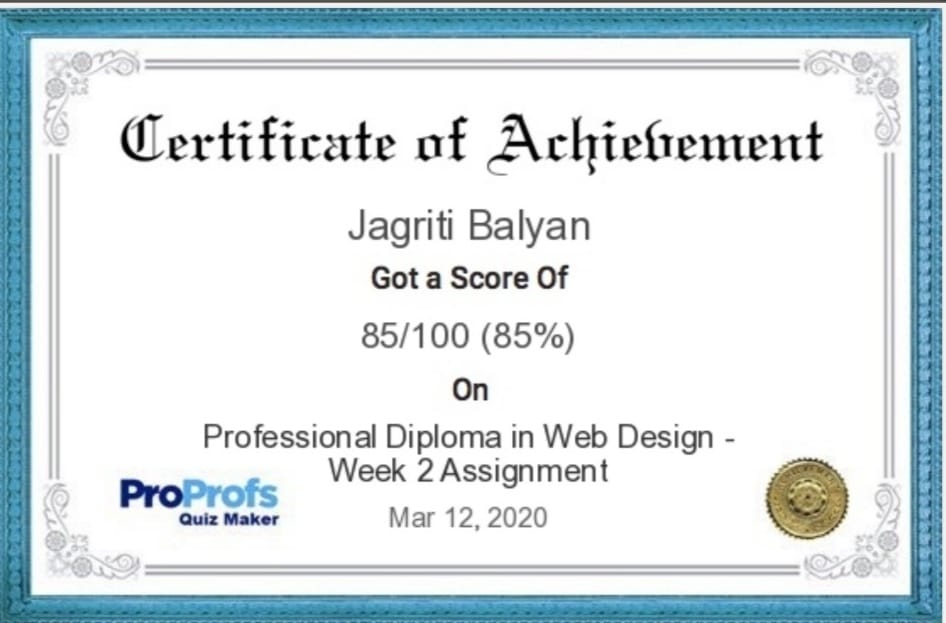 Certificate of Achievement
Jagriti Balyan
Got a Score Of
85/100 (85%)
On
Professional Diploma in Web Design -
Week 2 Assignment
ProProfs
Quiz Maker
Mar 12, 2020